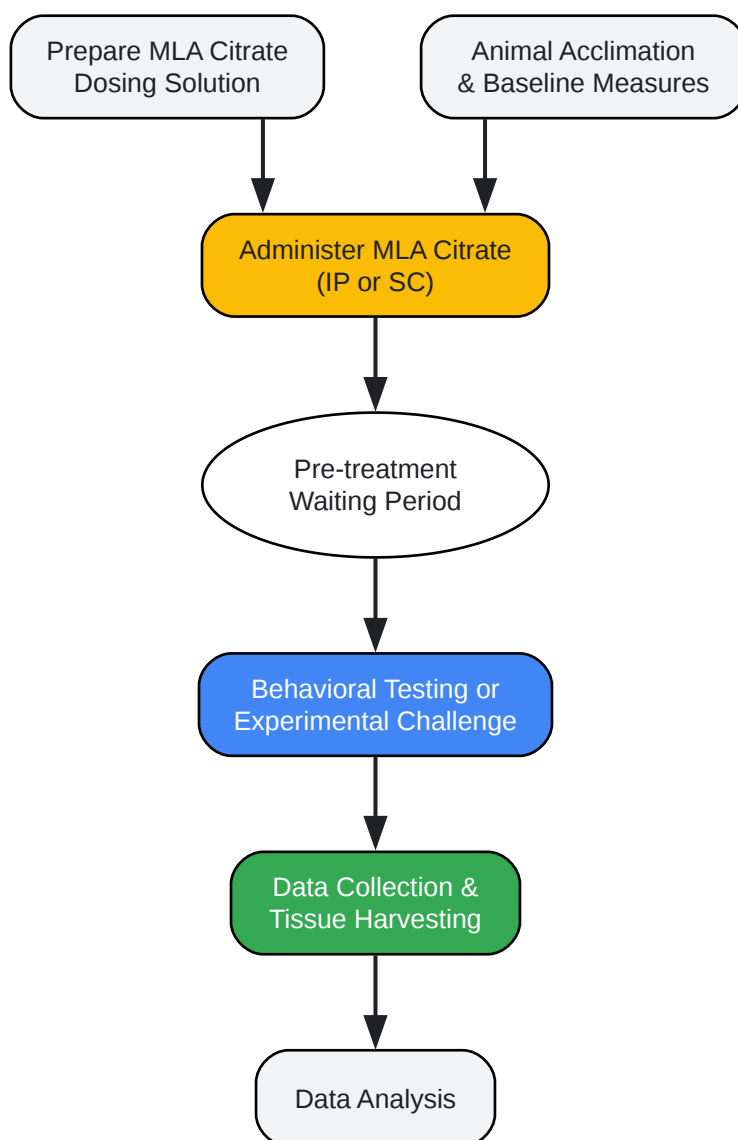 Prepare MLA Citrate
Dosing Solution
Animal Acclimation
& Baseline Measures
Administer MLA Citrate
(IP or SC)
Pre-treatment
Waiting Period
Behavioral Testing or
Experimental Challenge
Data Collection &
Tissue Harvesting
Data Analysis